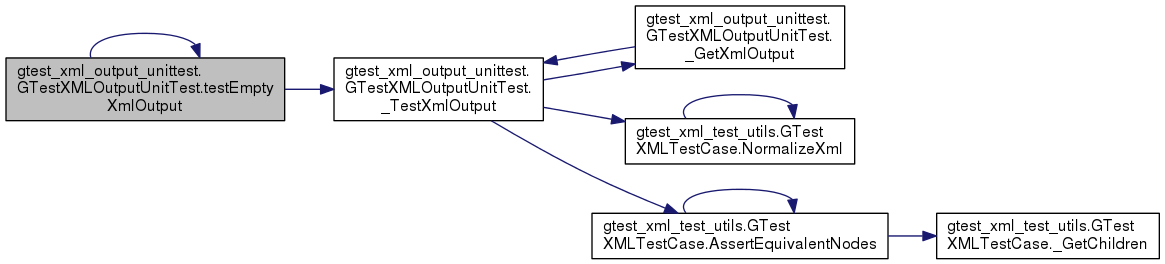 gtest_xml_output_unittest.
GTestXMLOutputUnitTest.testEmpty
XmlOutput
gtest_xml_output_unittest.
GTestXMLOutputUnitTest.
_TestXmlOutput
gtest_xml_output_unittest.
GTestXMLOutputUnitTest.
_GetXmlOutput
gtest_xml_test_utils.GTest
XMLTestCase.NormalizeXml
gtest_xml_test_utils.GTest
XMLTestCase.AssertEquivalentNodes
gtest_xml_test_utils.GTest
XMLTestCase._GetChildren